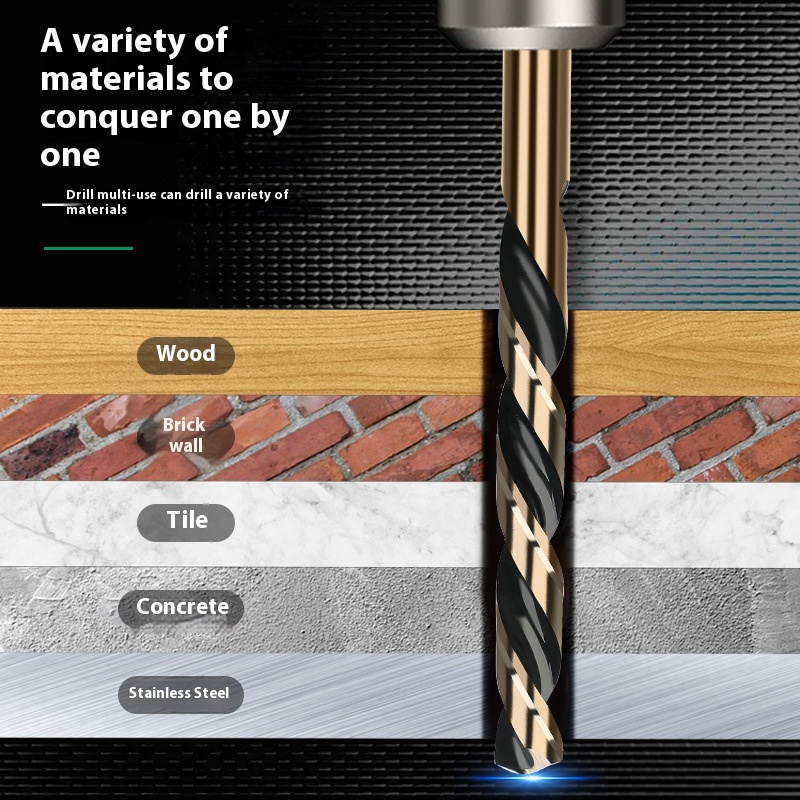 A variety of
materials to
conquer one by
one
Drill multi-use can drill a variety of
materials
Wood
Brick
wall
Tile
Concrete
Stainless Steel